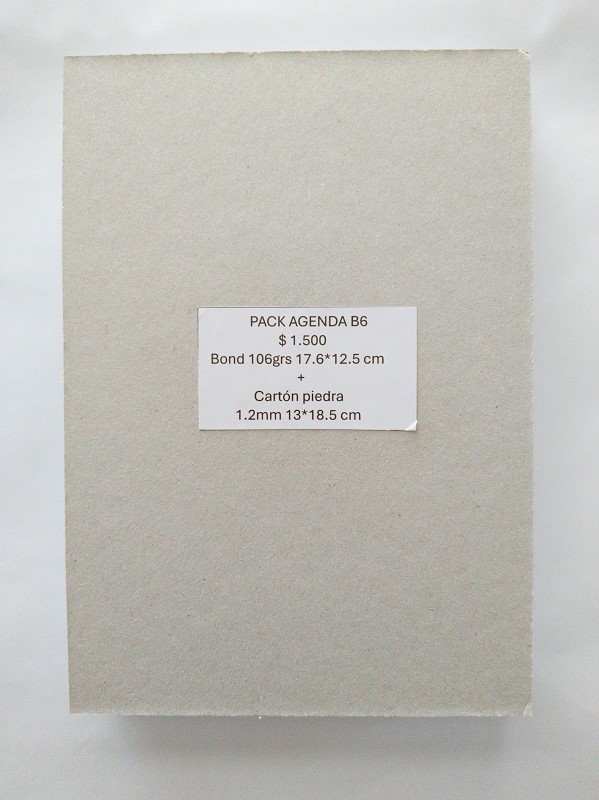 PACK AGENDA B6
$ 1.500
Bond 106grs 17.6*12.5 cm
+
Cartón piedra
1.2mm 13*18.5 cm